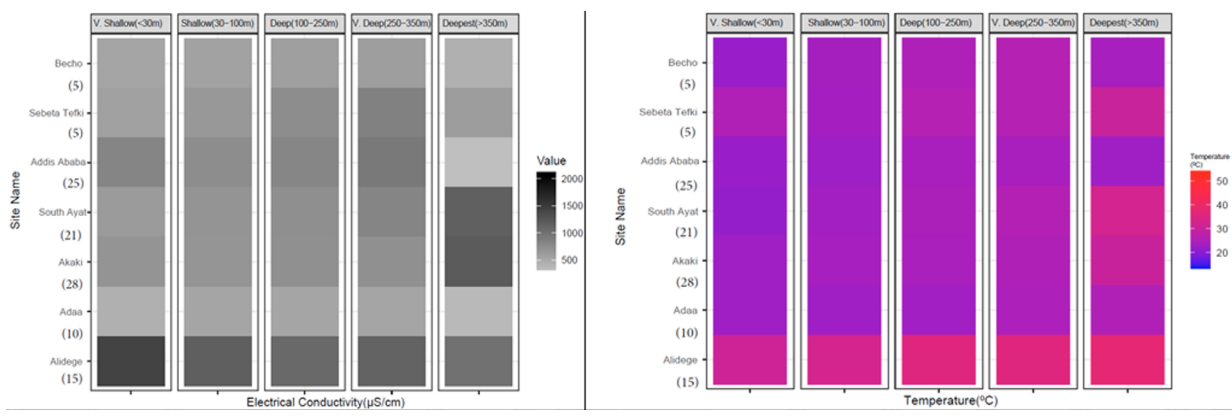 V. Shallow(<30m) Shallow(30−100m) Deep(100−250m) V. Deep(250−350m) Deepest(>350m)
Site Name
Becho
(5)
Sebeta Tefki
(5)
Addis Ababa
(25)
South Ayat
(21)
Akaki
(28)
Adaa
(10)
Alidege
(15)
Electrical Conductivity(µS/cm)
Value
2000
1500
1000
500
V. Shallow(<30m) Shallow(30−100m) Deep(100−250m) V. Deep(250−350m) Deepest(>350m)
Site Name
Becho
(5)
Sebeta Tefki
(5)
Addis Ababa
(25)
South Ayat
(21)
Akaki
(28)
Adaa
(10)
Alidege
(15)
Temperature(ºC)
Temperature
(ºC)
50
40
30
20